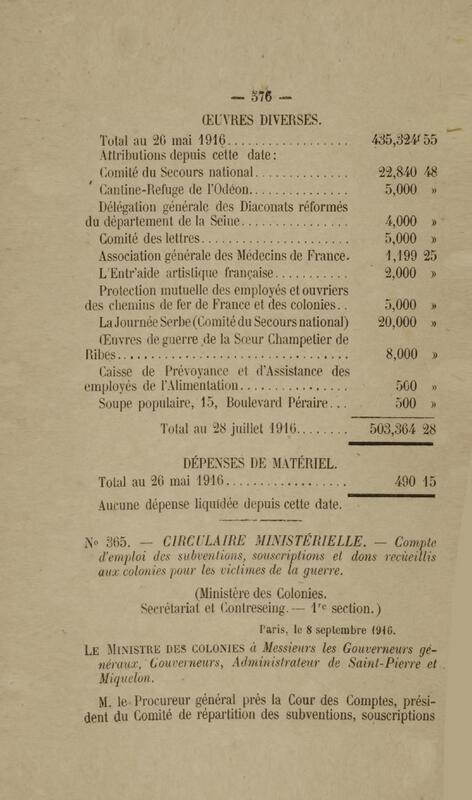 — 376 —
ŒUVRES DIVERSES.
Total au 26 mai 1916.................. 435,324f 55
Attributions depuis cette date:
Comité du Secours national.............. 22,840 48
Cantine-Refuge de l'Odéon............... 5,000 »
Délégation générale des Diaconats réformés
du département de la Seine................ 4,000 »
Comité des lettres...................... 5,000 »
Association générale des Médecins de France. 1,199 25
L'Entr'aide artistique française........... 2,000 »
Protection mutuelle des employés et ouvriers
des chemins de fer de France et des colonies.. 5,000 »
La Journée Serbe (Comité du Secours national) 20,000 »
Œuvres de guerre de la Sœur Champetier de
Ribes................................... 8,000 »
Caisse de Prévoyance et d'Assistance des
employés de l'Alimentation................ 560 »
Soupe populaire, 15, Boulevard Péraire... 500 »
Total au 28 juillet 1916........ 503,364 28
DÉPENSES DE MATÉRIEL.
Total au 26 mai 1916.................. 490 15
Aucune dépense liquidée depuis cette date.
No 365. — CIRCULAIRE MINISTÉRIELLE. — Compte
d'emploi des subventions, souscriptions et dons recueillis
aux colonies pour les victimes de la guerre.
(Ministère des Colonies.
Secrétariat et Contreseing. — 1re section.)
Paris, le 8 septembre 1916.
LE MINISTRE DES COLONIES à Messieurs les Gouverneurs gé-
néraux, Gouverneurs, Administrateur de Saint-Pierre et
Miquelon.
M. le Procureur général près la Cour des Comptes, prési-
dent du Comité de répartition des subventions, souscriptions